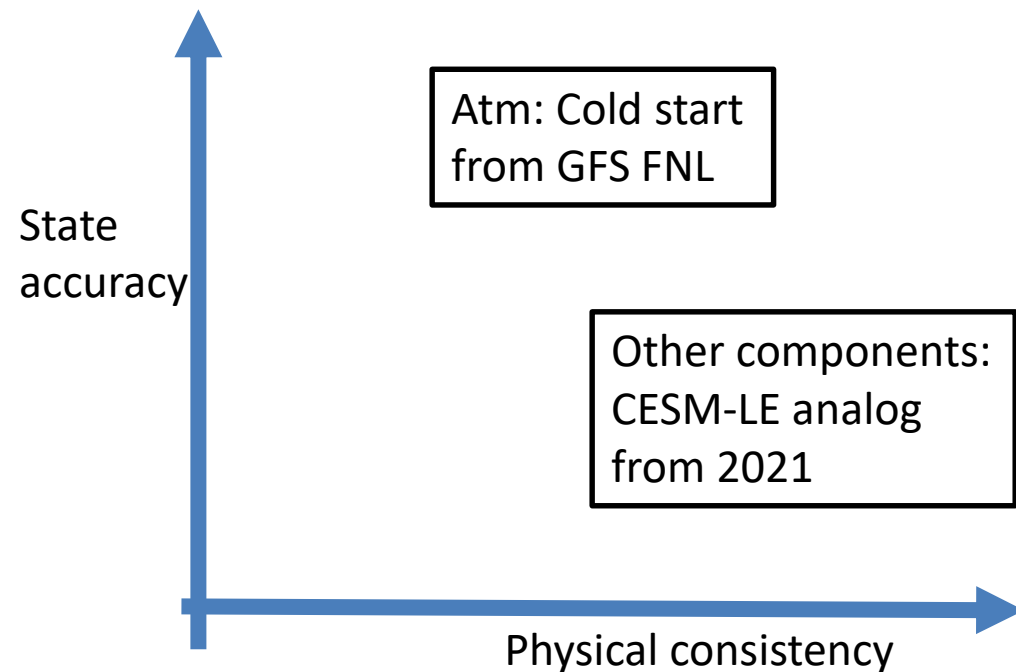 Atm: Cold start
from GFS FNL
State
accuracy
Other components:
CESM-LE analog
from 2021
Physical consistency